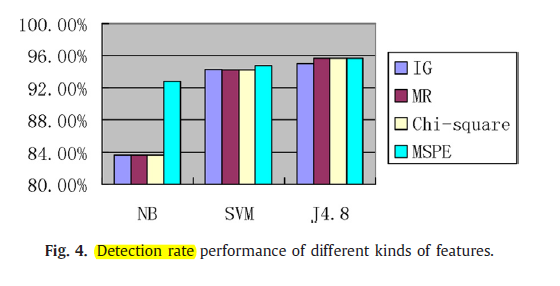 100.00%
96.00%
92.00%
88.00%
84.00%
80.00%
NB SVM J4.8
IG
MR
Chi-square
MSPE
Fig. 4. Detection rate performance of different kinds of features.